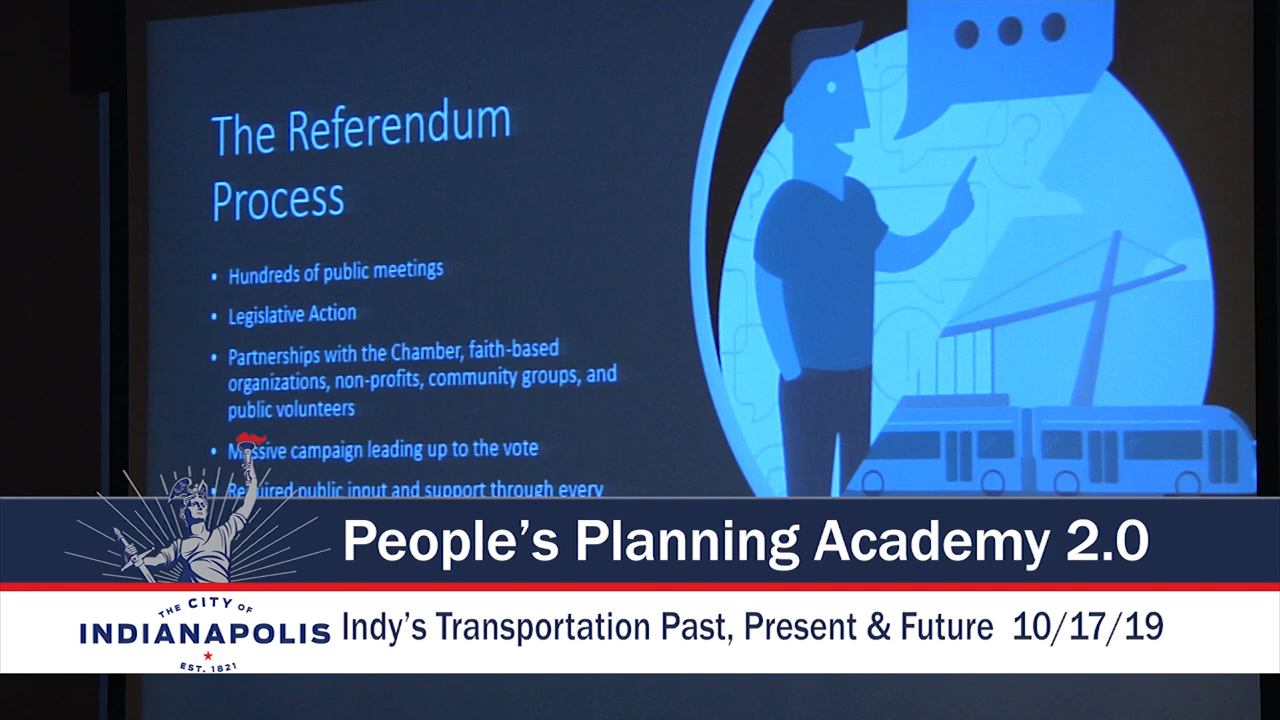 The Referendum
Process
• Hundreds of public meetings
• Legislative Action
• Partnerships with the Chamber, faith-based
organizations, non-profits, community groups, and
public volunteers
• Massive campaign leading up to the vote
• Required public input and support through every
People's Planning Academy 2.0
THE CITY OF
INDIANAPOLIS
EST. 1821
Indy's Transportation Past, Present & Future 10/17/19